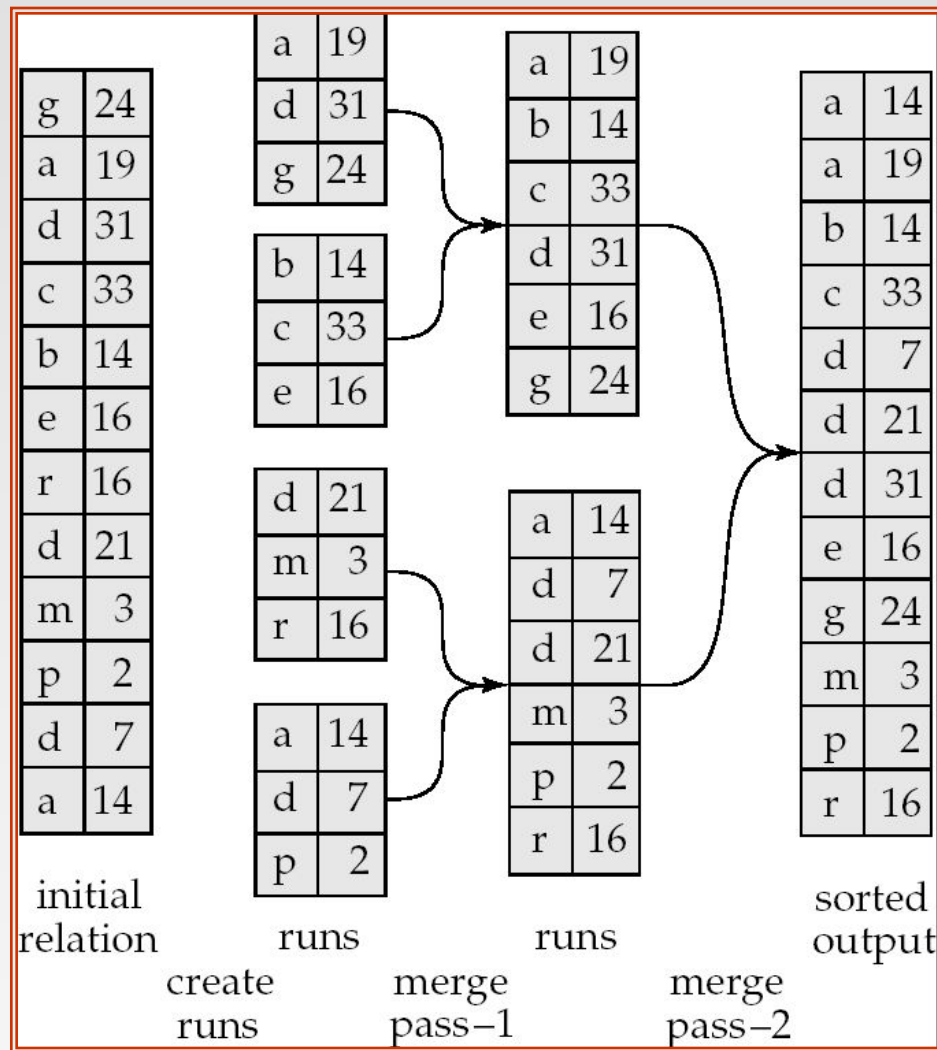 g 24
a 19
d 31
c 33
b 14
e 16
r 16
d 21
m 3
p 2
d 7
a 14
initial
relation
a 19
d 31
g 24
b 14
c 33
e 16
d 21
m 3
r 16
a 14
d 7
p 2
runs
a 19
b 14
c 33
d 31
e 16
g 24
a 14
d 7
d 21
m 3
p 2
r 16
runs
a 14
a 19
b 14
c 33
d 7
d 21
d 31
e 16
g 24
m 3
p 2
r 16
sorted
output
create
runs
merge
pass–1
merge
pass–2